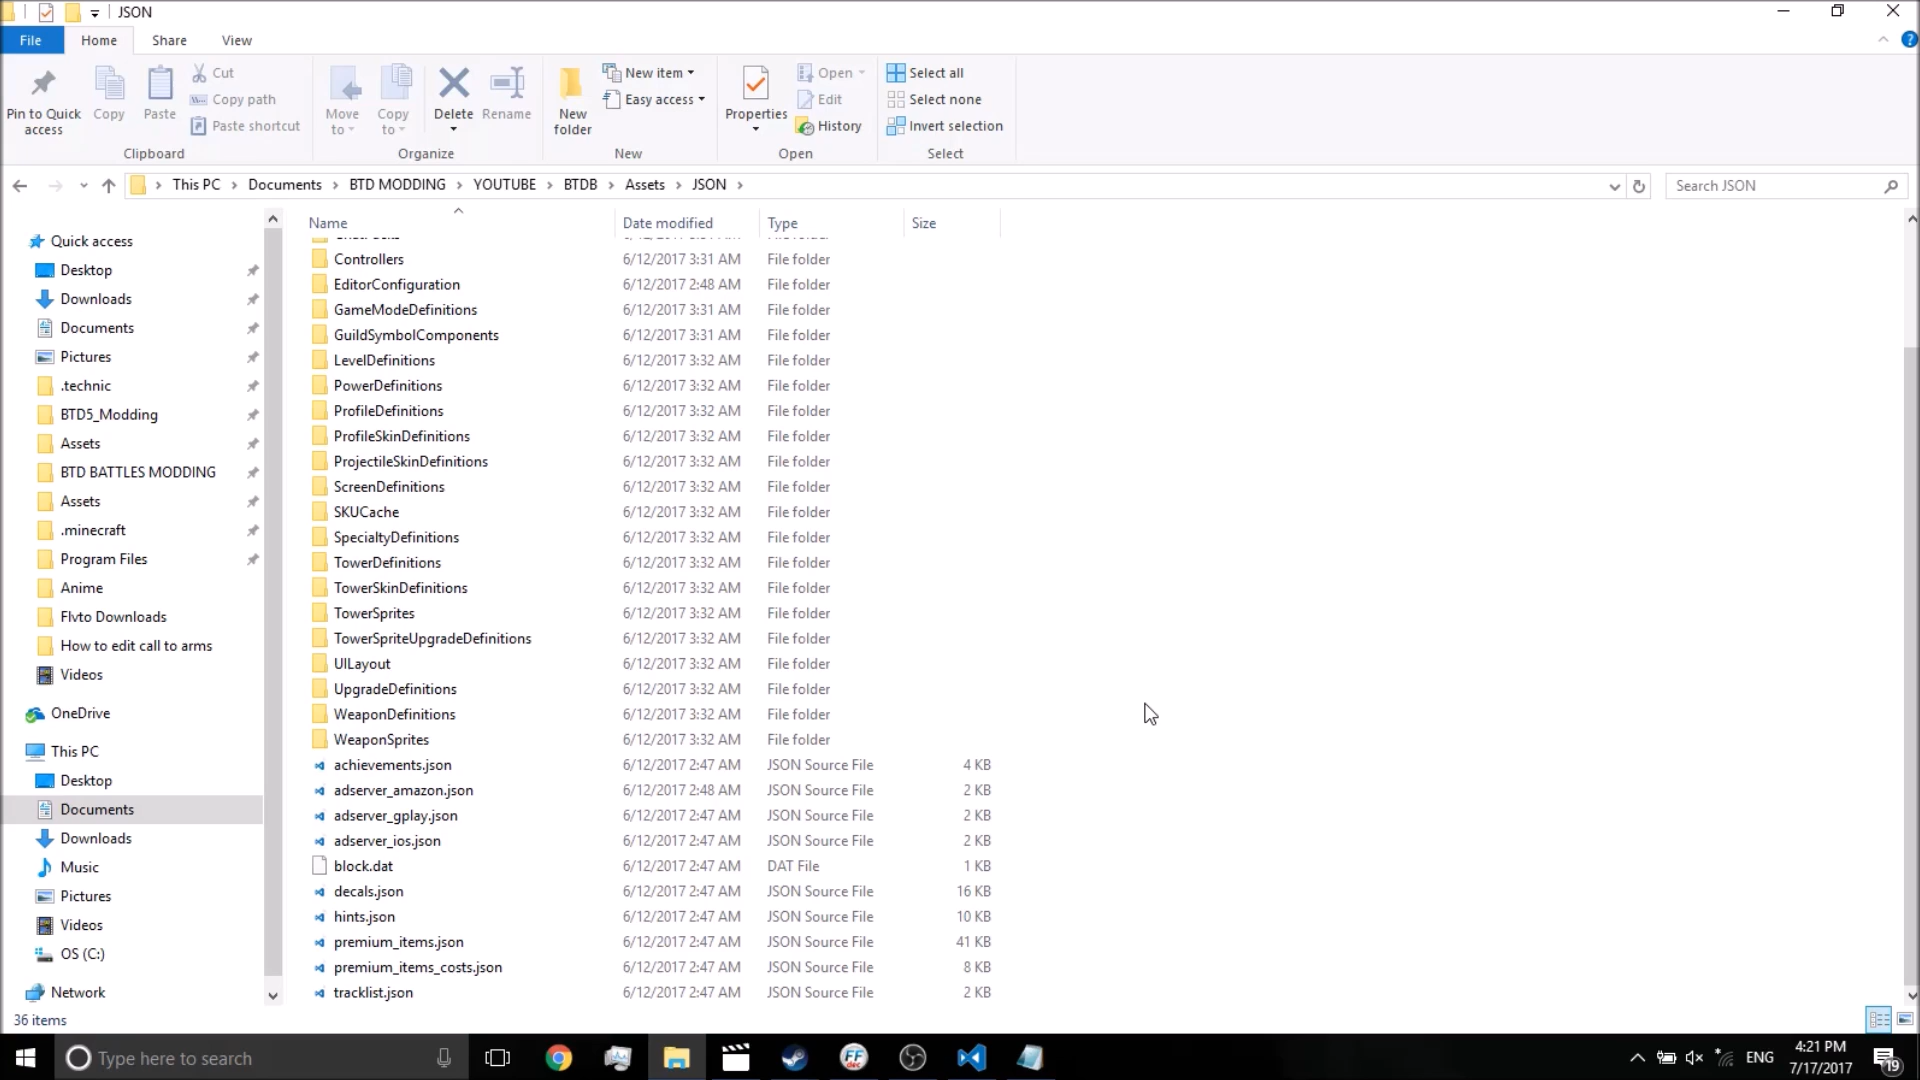 JSON
File Home Share View
Pin to Quick access
Copy
Paste
Cut
Copy path
Paste shortcut
Clipboard
Move to
Copy to
Delete
Rename
Organize
New folder
New item
Easy access
New
Properties
Open
Edit
History
Open
Select all
Select none
Invert selection
Select
This PC Documents BTD MODDING YOUTUBE BTDB Assets JSON
Search JSON
Quick access
Desktop
Downloads
Documents
Pictures
.technic
BTD5_Modding
Assets
BTD BATTLES MODDING
Assets
.minecraft
Program Files
Anime
Flvto Downloads
How to edit call to arms
Videos
OneDrive
This PC
Desktop
Documents
Downloads
Music
Pictures
Videos
OS (C:)
Network
Name Date modified Type Size
Controllers 6/12/2017 3:31 AM File folder
EditorConfiguration 6/12/2017 2:48 AM File folder
GameModeDefinitions 6/12/2017 3:31 AM File folder
GuildSymbolComponents 6/12/2017 3:31 AM File folder
LevelDefinitions 6/12/2017 3:32 AM File folder
PowerDefinitions 6/12/2017 3:32 AM File folder
ProfileDefinitions 6/12/2017 3:32 AM File folder
ProfileSkinDefinitions 6/12/2017 3:32 AM File folder
ProjectileSkinDefinitions 6/12/2017 3:32 AM File folder
ScreenDefinitions 6/12/2017 3:32 AM File folder
SKUCache 6/12/2017 3:32 AM File folder
SpecialtyDefinitions 6/12/2017 3:32 AM File folder
TowerDefinitions 6/12/2017 3:32 AM File folder
TowerSkinDefinitions 6/12/2017 3:32 AM File folder
TowerSprites 6/12/2017 3:32 AM File folder
TowerSpriteUpgradeDefinitions 6/12/2017 3:32 AM File folder
UILayout 6/12/2017 3:32 AM File folder
UpgradeDefinitions 6/12/2017 3:32 AM File folder
WeaponDefinitions 6/12/2017 3:32 AM File folder
WeaponSprites 6/12/2017 3:32 AM File folder
achievements.json 6/12/2017 2:47 AM JSON Source File 4 KB
adserver_amazon.json 6/12/2017 2:48 AM JSON Source File 2 KB
adserver_gplay.json 6/12/2017 2:47 AM JSON Source File 2 KB
adserver_ios.json 6/12/2017 2:47 AM JSON Source File 2 KB
block.dat 6/12/2017 2:47 AM DAT File 1 KB
decals.json 6/12/2017 2:47 AM JSON Source File 16 KB
hints.json 6/12/2017 2:47 AM JSON Source File 10 KB
premium_items.json 6/12/2017 2:47 AM JSON Source File 41 KB
premium_items_costs.json 6/12/2017 2:47 AM JSON Source File 8 KB
tracklist.json 6/12/2017 2:47 AM JSON Source File 2 KB
36 items
Type here to search
FF
dec
ENG
4:21 PM
7/17/2017
19